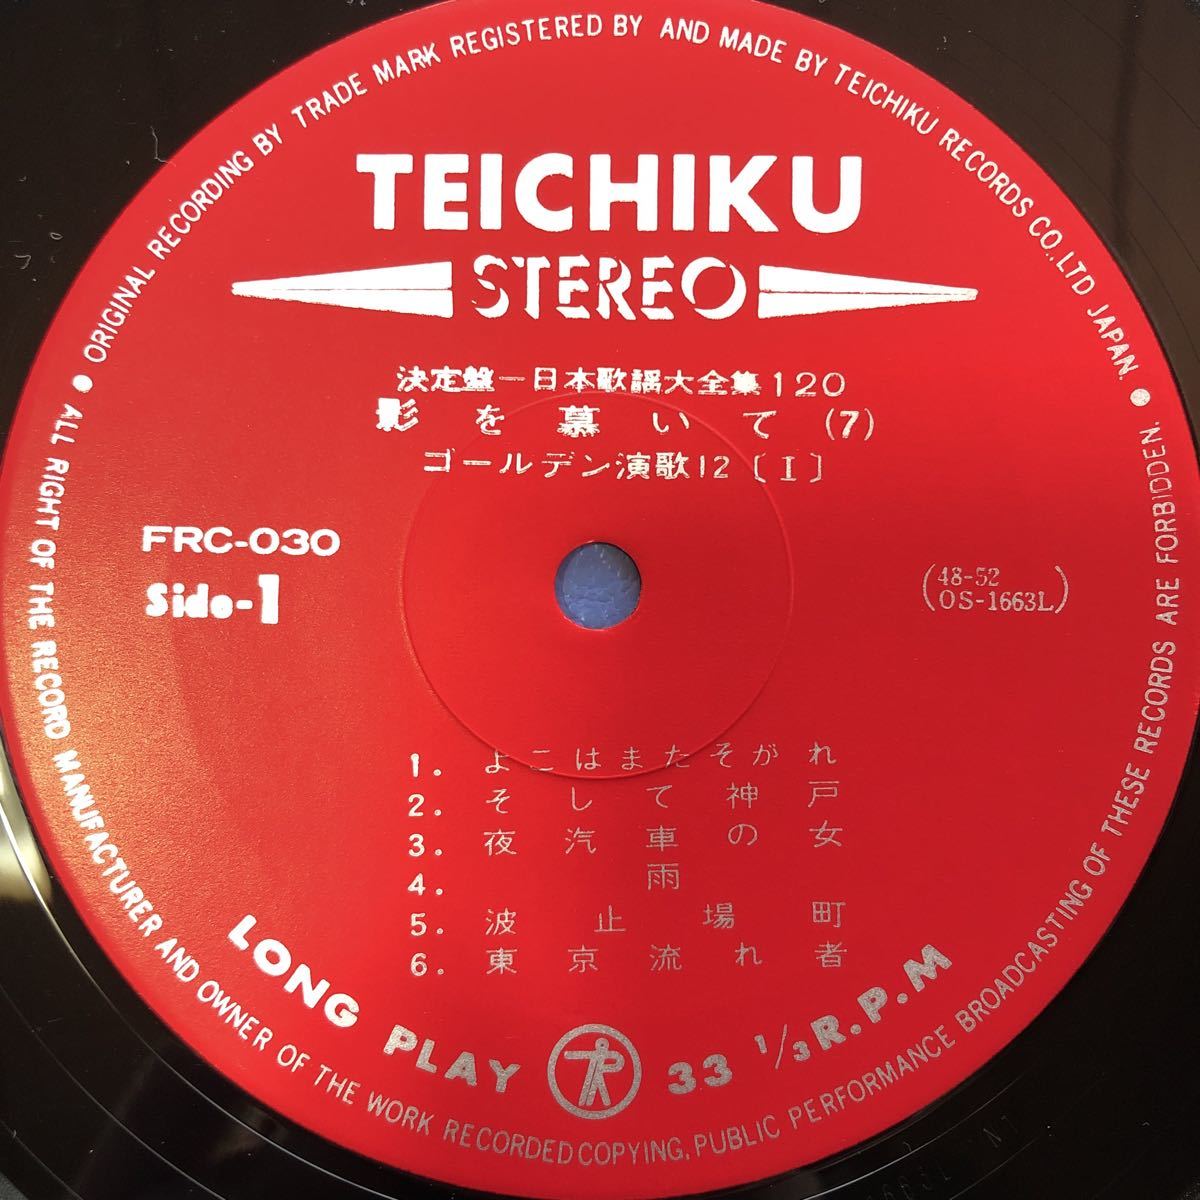 ● ORIGINAL RECORDING BY TRADE MARK REGISTERED BY AND MADE BY TEICHIKU RECORDS CO.LTD JAPAN. ●
TEICHIKU
STEREO
決定盤ー日本歌謡大全集120
影を慕いて(7)
ゴールデン演歌12〔I〕
FRC-030
Side-1
(48-52
OS-1663L)
1. よこはまたそがれ
2. そして神戸
3. 夜汽車の女
4. 雨
5. 波止場町
6. 東京流れ者
LONG PLAY 33 1/3 R.P.M
ALL RIGHT OF THE RECORD MANUFACTURER AND OWNER OF THE WORK RECORDED COPYING, PUBLIC PERFORMANCE BROADCASTING OF THESE RECORDS ARE FORBIDDEN.